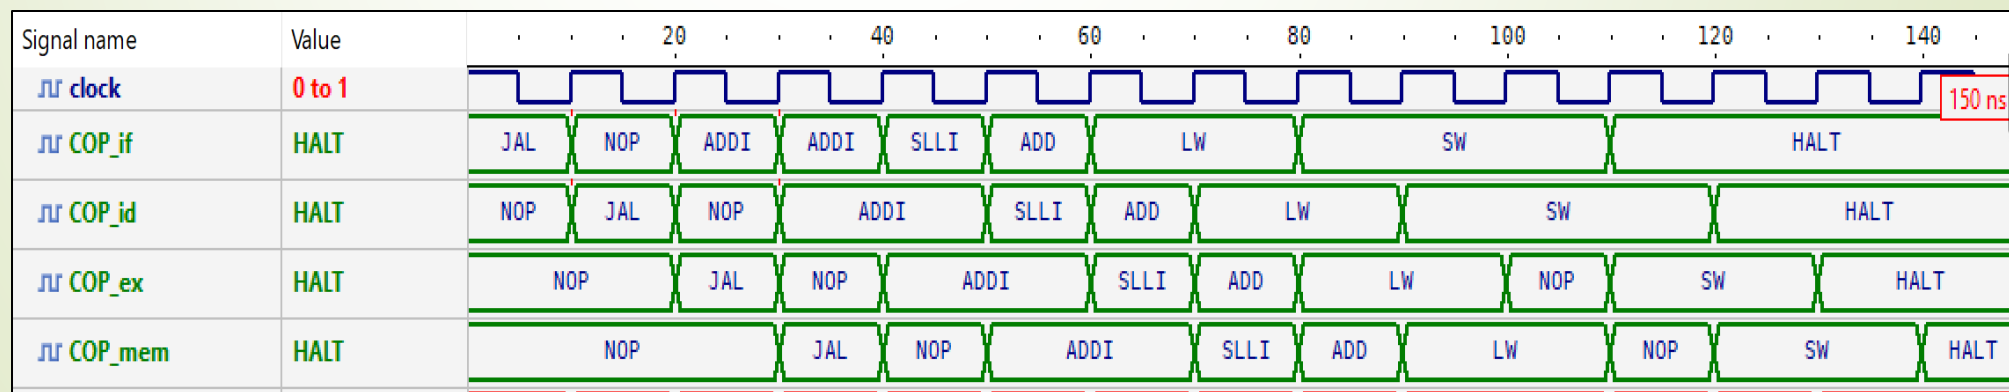 Signal name Value 20 40 60 80 100 120 140
clock 0 to 1 150 ns
COP_if HALT JAL NOP ADDI ADDI SLLI ADD LW SW HALT
COP_id HALT NOP JAL NOP ADDI SLLI ADD LW SW HALT
COP_ex HALT NOP JAL NOP ADDI SLLI ADD LW NOP SW HALT
COP_mem HALT NOP JAL NOP ADDI SLLI ADD LW NOP SW HALT